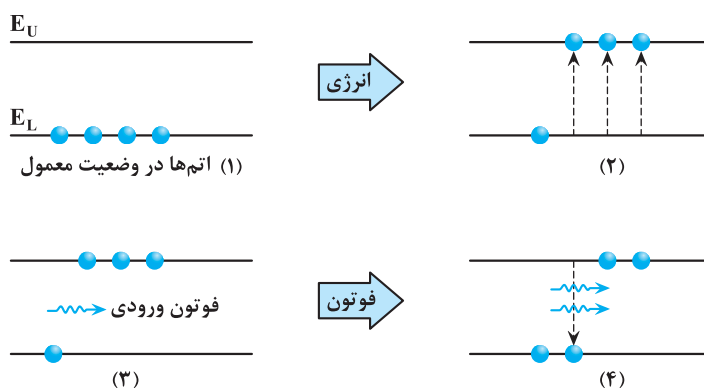 E_U
انرژی
E_L
(۱) اتم‌ها در وضعیت معمول
(۲)
فوتون ورودی
فوتون
(۳)
(۴)